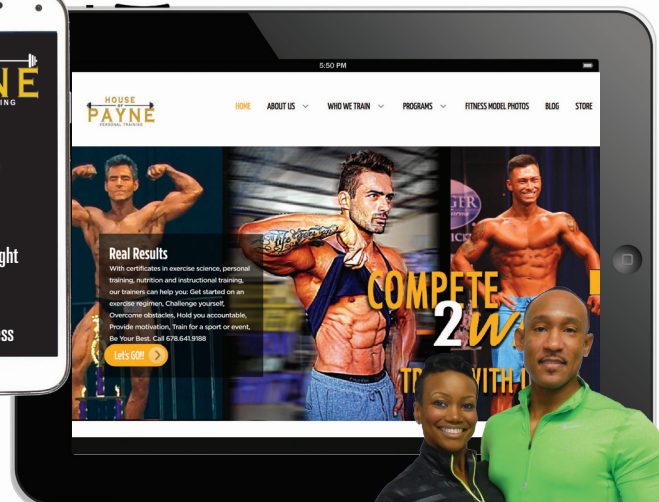 NE
ING
ght
ss
5:50 PM
HOUSE
OF
PAYNE
PERSONAL TRAINING
HOME
ABOUT US
WHO WE TRAIN
PROGRAMS
FITNESS MODEL PHOTOS
BLOG
STORE
Real Results
With certificates in exercise science, personal
training, nutrition and instructional training,
our trainers can help you: Get started on an
exercise regimen, Challenge yourself,
Overcome obstacles, Hold you accountable,
Provide motivation, Train for a sport or event,
Be Your Best. Call 678.641.9188
Let's GO!!
COMPETE
2